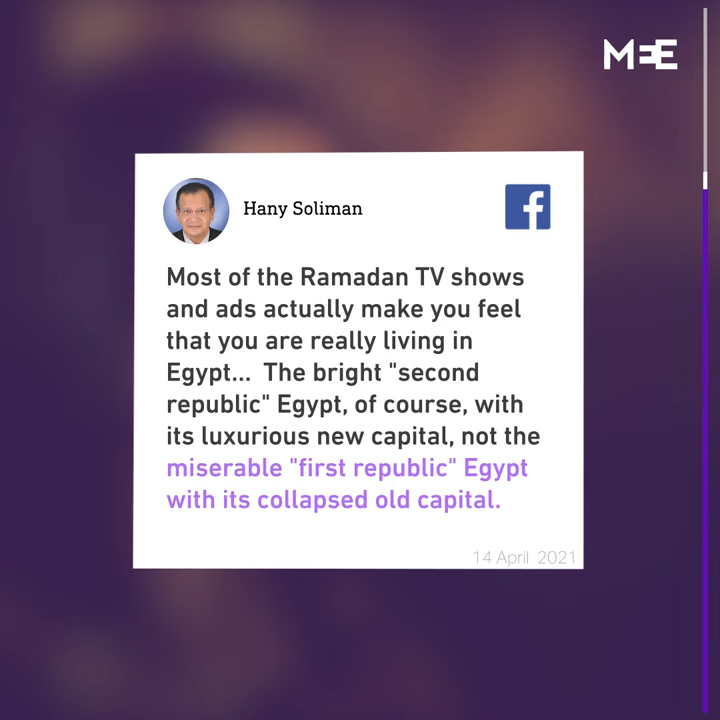 MEE
Hany Soliman
Most of the Ramadan TV shows
and ads actually make you feel
that you are really living in
Egypt... The bright "second
republic" Egypt, of course, with
its luxurious new capital, not the
miserable "first republic" Egypt
with its collapsed old capital.
14 April 2021